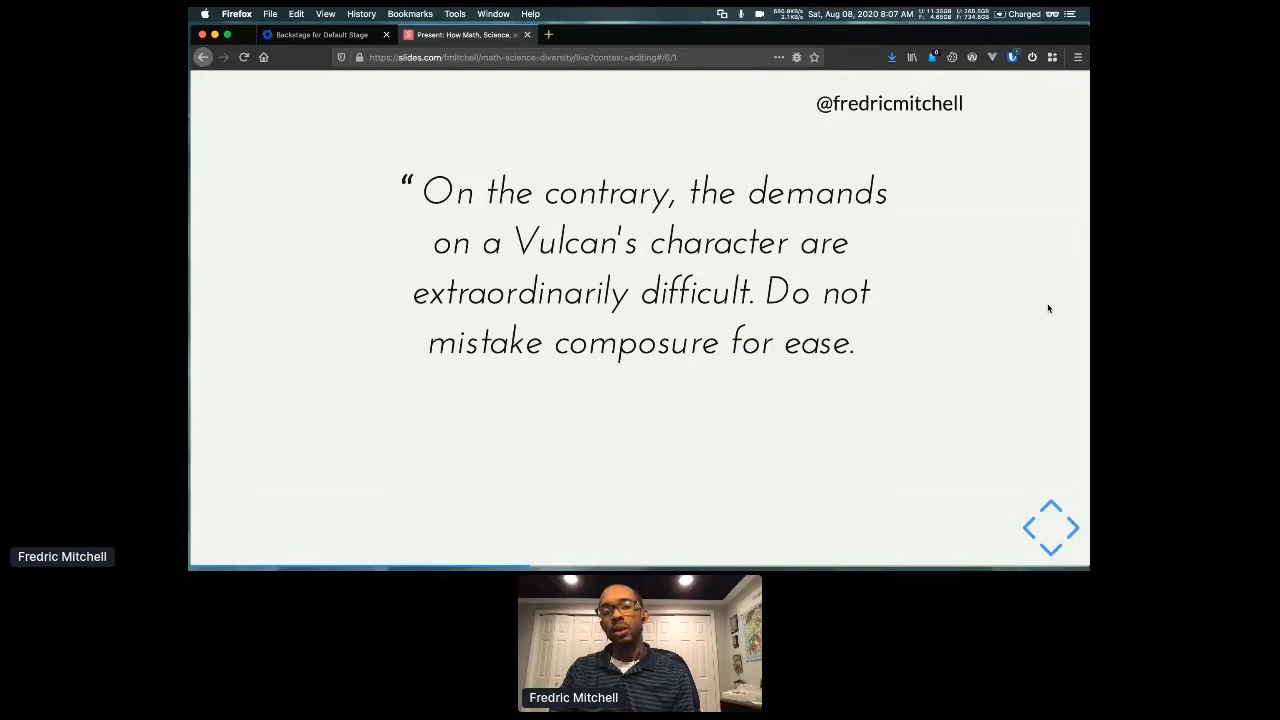 Firefox File Edit View History Bookmarks Tools Window Help
Sat, Aug 08, 2020 8:07 AM
Charged
Backstage for Default Stage
Present: How Math, Science, a
https://slides.com/fmitchell/math-science-diversity/live?context=editing#/6/1
@fredricmitchell
“ On the contrary, the demands
on a Vulcan's character are
extraordinarily difficult. Do not
mistake composure for ease.
Fredric Mitchell
Fredric Mitchell